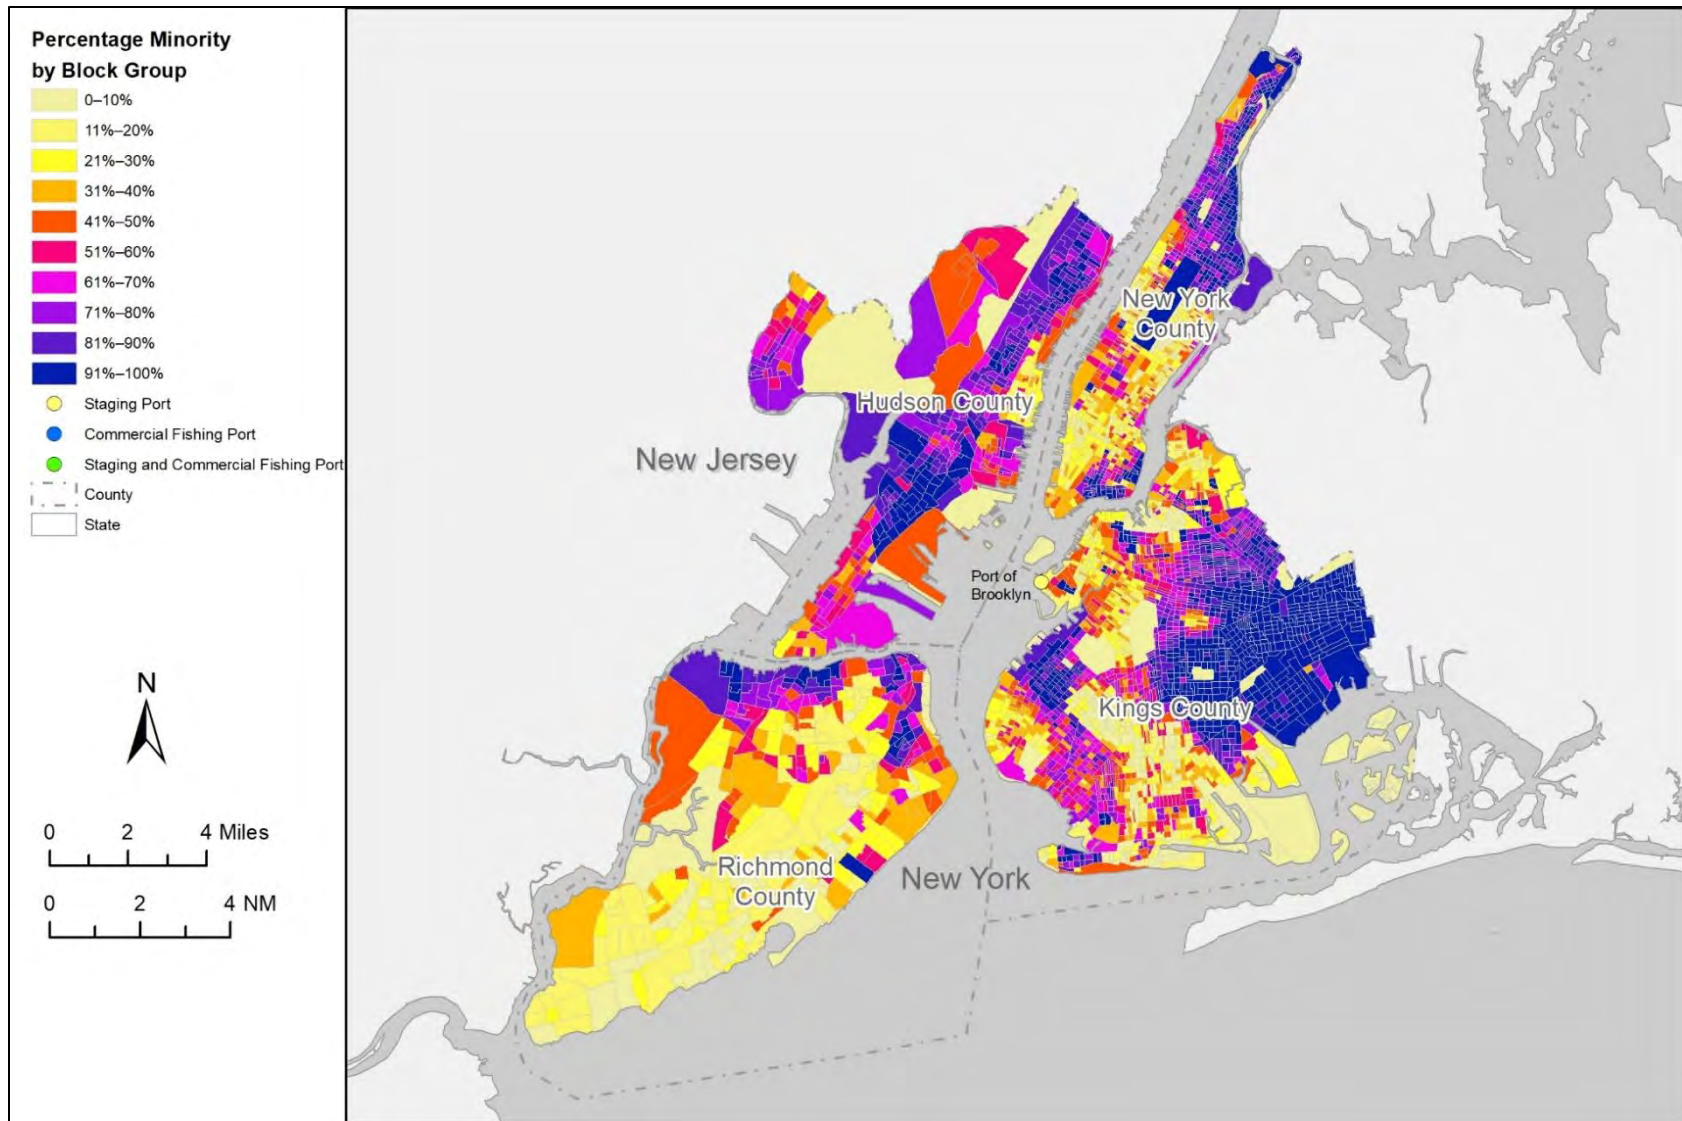 Percentage Minority
by Block Group
0–10%
11%–20%
21%–30%
31%–40%
41%–50%
51%–60%
61%–70%
71%–80%
81%–90%
91%–100%
Staging Port
Commercial Fishing Port
Staging and Commercial Fishing Port
County
State
N
0 2 4 Miles
0 2 4 NM
New York
County
Hudson County
New Jersey
Port of
Brooklyn
Kings County
Richmond
County
New York